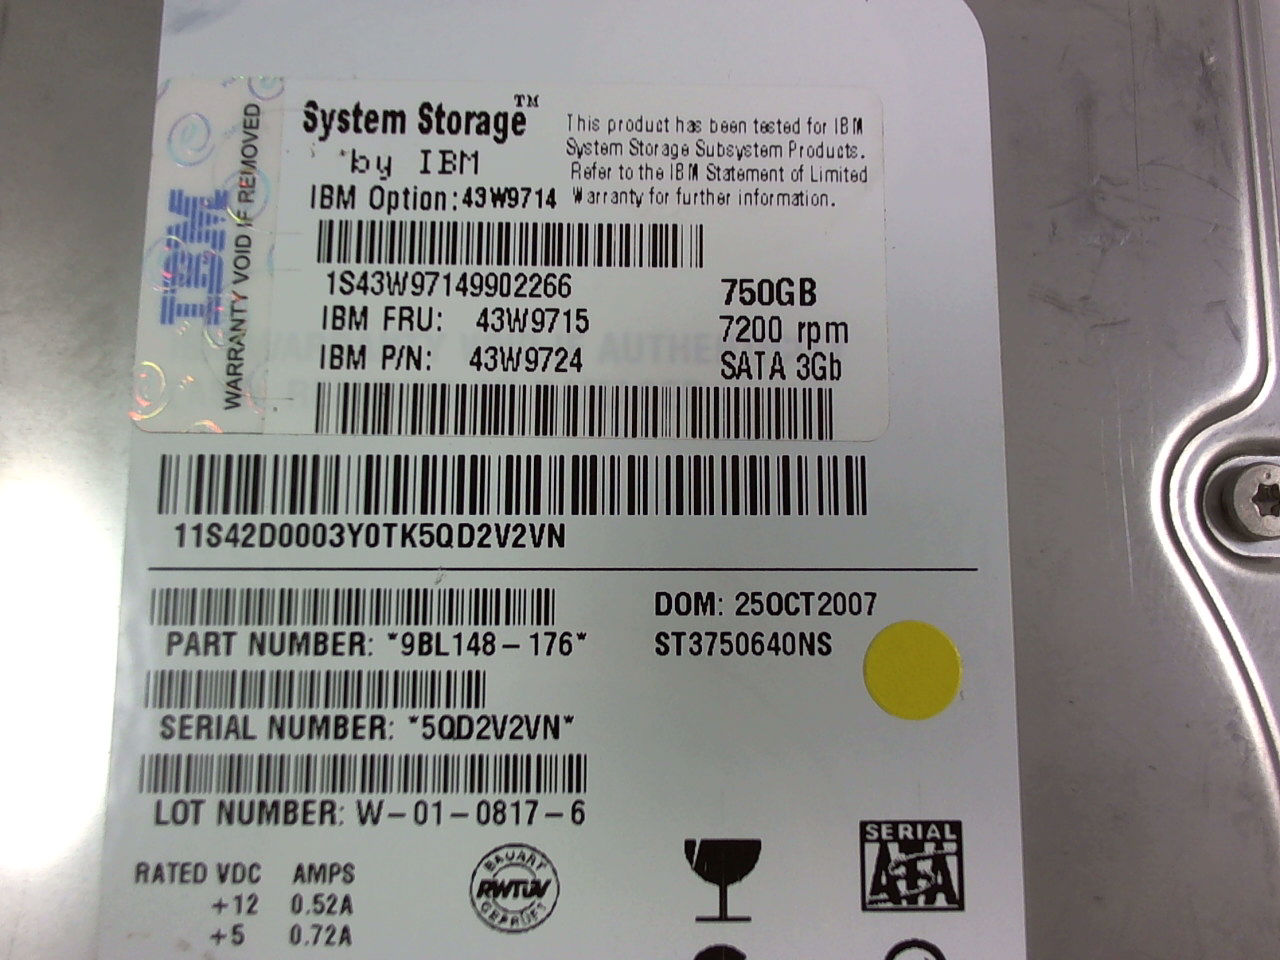 System Storage™
by IBM
This product has been tested for IBM
System Storage Subsystem Products.
Refer to the IBM Statement of Limited
Warranty for further information.
IBM Option: 43W9714
IBM
WARRANTY VOID IF REMOVED
1S43W97149902266
750GB
IBM FRU: 43W9715
7200 rpm
IBM P/N: 43W9724
SATA 3Gb
11S42D0003Y0TK5QD2V2VN
DOM: 25OCT2007
PART NUMBER: *9BL148-176*
ST3750640NS
SERIAL NUMBER: *5QD2V2VN*
LOT NUMBER: W-01-0817-6
RATED VDC AMPS
+12 0.52A
+5 0.72A
BAUART
RWTÜV
GEPRÜFT
SERIAL
ATA